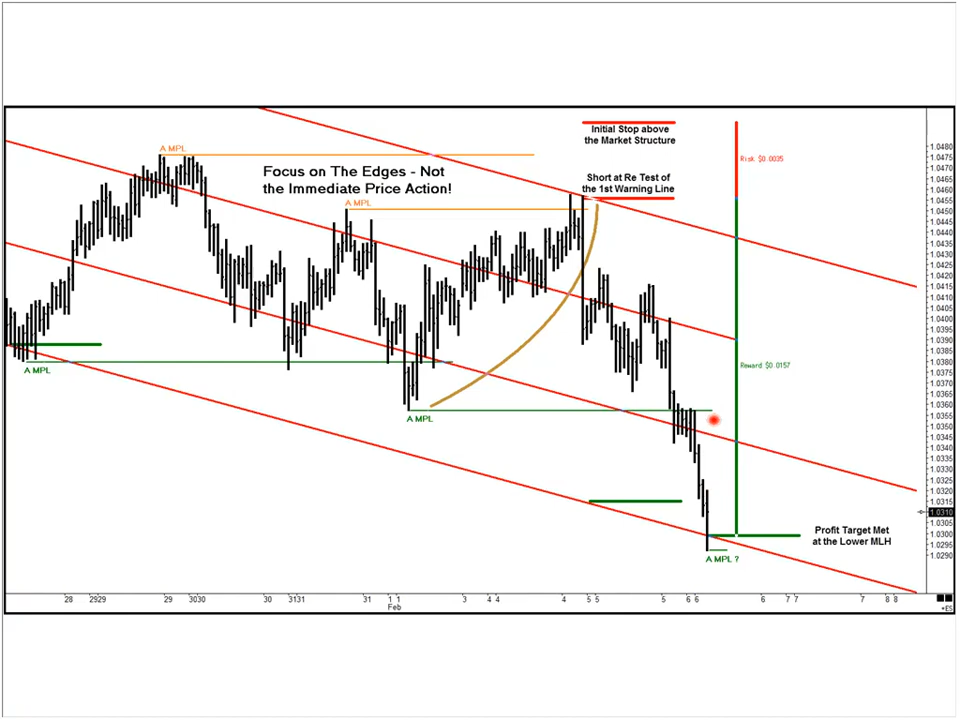 Initial Stop above
the Market Structure
A MPL
Focus on The Edges - Not
the Immediate Price Action!
Risk $0.0035
Short at Re Test of
the 1st Warning Line
A MPL
A MPL
A MPL
Reward $0.0157
Profit Target Met
at the Lower MLH
A MPL ?
1.0480
1.0475
1.0470
1.0465
1.0460
1.0455
1.0450
1.0445
1.0440
1.0435
1.0430
1.0425
1.0420
1.0415
1.0410
1.0405
1.0400
1.0395
1.0390
1.0385
1.0380
1.0375
1.0370
1.0365
1.0360
1.0355
1.0350
1.0345
1.0340
1.0335
1.0330
1.0325
1.0320
1.0315
1.0310
1.0305
1.0300
1.0295
1.0290
28 2929 29 3030 30 3131 31 1 1 3 4 4 4 5 5 5 6 6 6 7 7 7 8 8
Feb